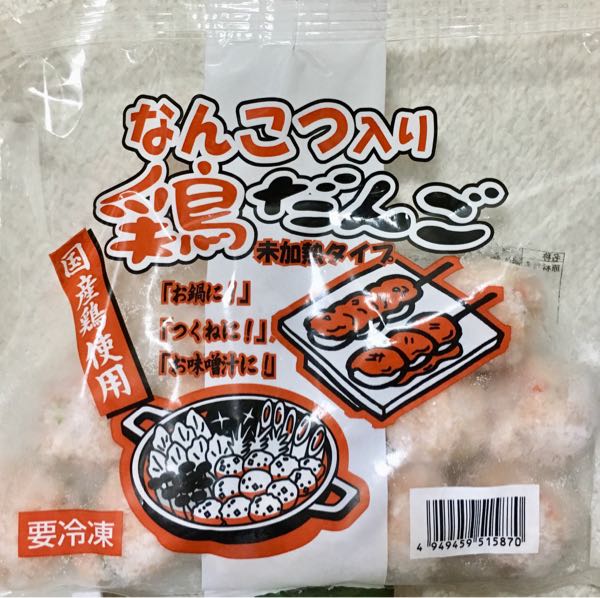 なんこつ入り
鶏だんご
未加熱タイプ
国産鶏使用
「お鍋に!」
「つくねに!」
「お味噌汁に!」
要冷凍
4 949459 515870